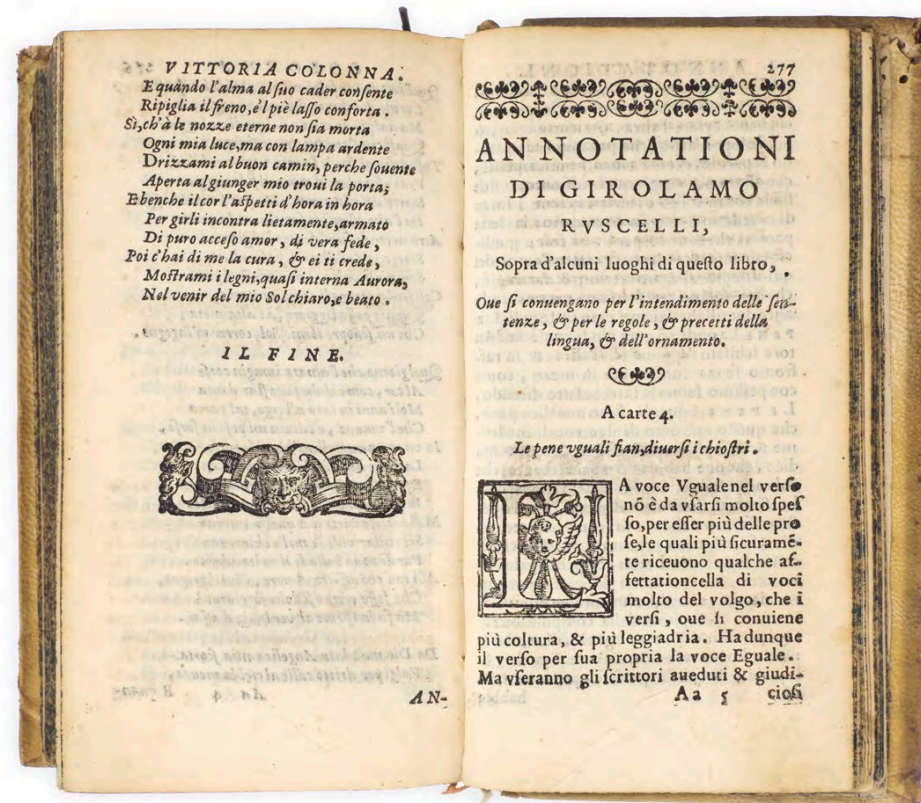 VITTORIA COLONNA.
E quando l'alma al ſuo cader conſente
Ripiglia il freno, e'l piè laſſo conforta.
Sì, ch'à le nozze eterne non ſia morta
Ogni mia luce, ma con lampa ardente
Drizzami al buon camin, perche ſouente
Aperta al giunger mio troui la porta;
E benche il cor l'aſpetti d'hora in hora
Per girli incontra lietamente, armato
Di puro acceſo amor, di vera fede,
Poi c'hai di me la cura, & ei ti crede,
Moſtrami i legni, quaſi interna Aurora,
Nel venir del mio Sol chiaro, e beato.
IL FINE.
AN-
277
ANNOTATIONI
DI GIROLAMO
RVSCELLI,
Sopra d'alcuni luoghi di queſto libro,
Oue ſi conuengano per l'intendimento delle ſen-
tenze, & per le regole, & precetti della
lingua, & dell'ornamento.
A carte 4.
Le pene vguali fian, diuerſi i chioſtri.
LA voce Vguale nel verſo
nō è da vſarſi molto ſpeſ
ſo, per eſſer più delle pro
ſe, le quali più ſicuramē-
te riceuono qualche af-
fettationcella di voci
molto del volgo, che i
verſi, oue ſi conuiene
più coltura, & più leggiadria. Ha dunque
il verſo per ſua propria la voce Eguale.
Ma vſeranno gli ſcrittori aueduti & giudi-
Aa 5 cioſi